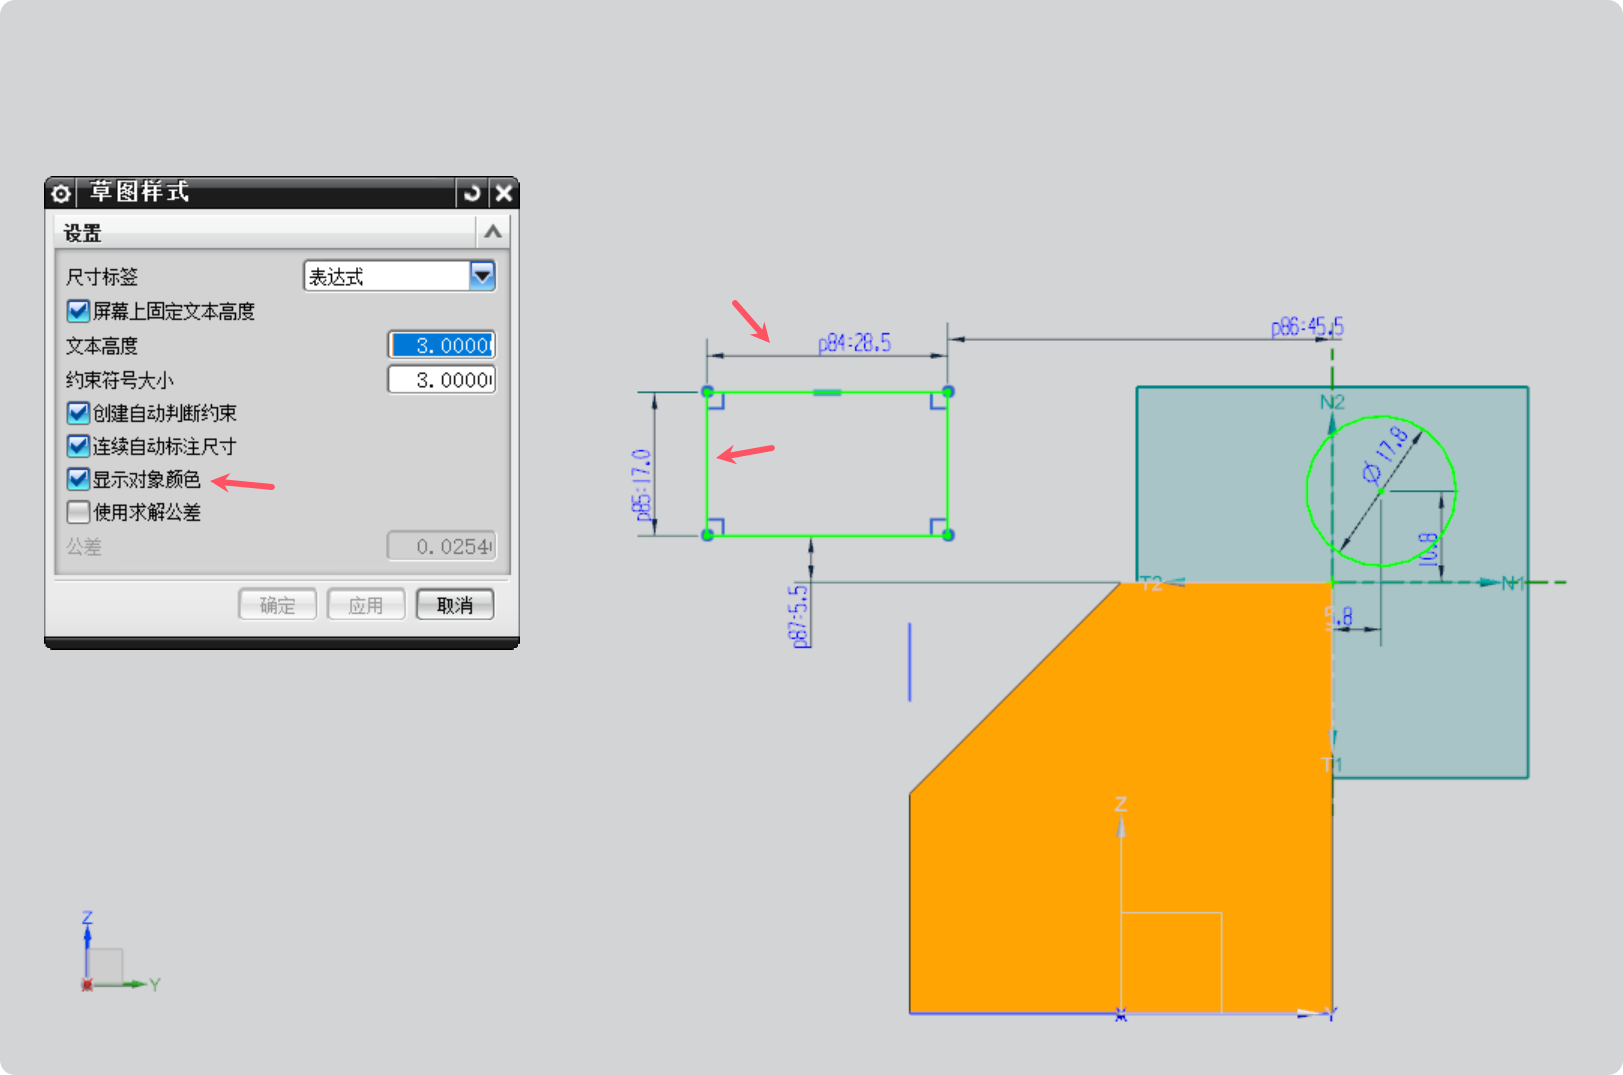 草图样式
设置
尺寸标签 表达式
屏幕上固定文本高度
文本高度 3.0000
约束符号大小 3.0000
创建自动判断约束
连续自动标注尺寸
显示对象颜色
使用求解公差
公差 0.0254
确定 应用 取消
p84:28.5
p86:45.5
p85:17.0
p87:5.5
N2
Ø 17.8
10.8
T2
N1
.8
T1
Z
X
Y
Z
Y